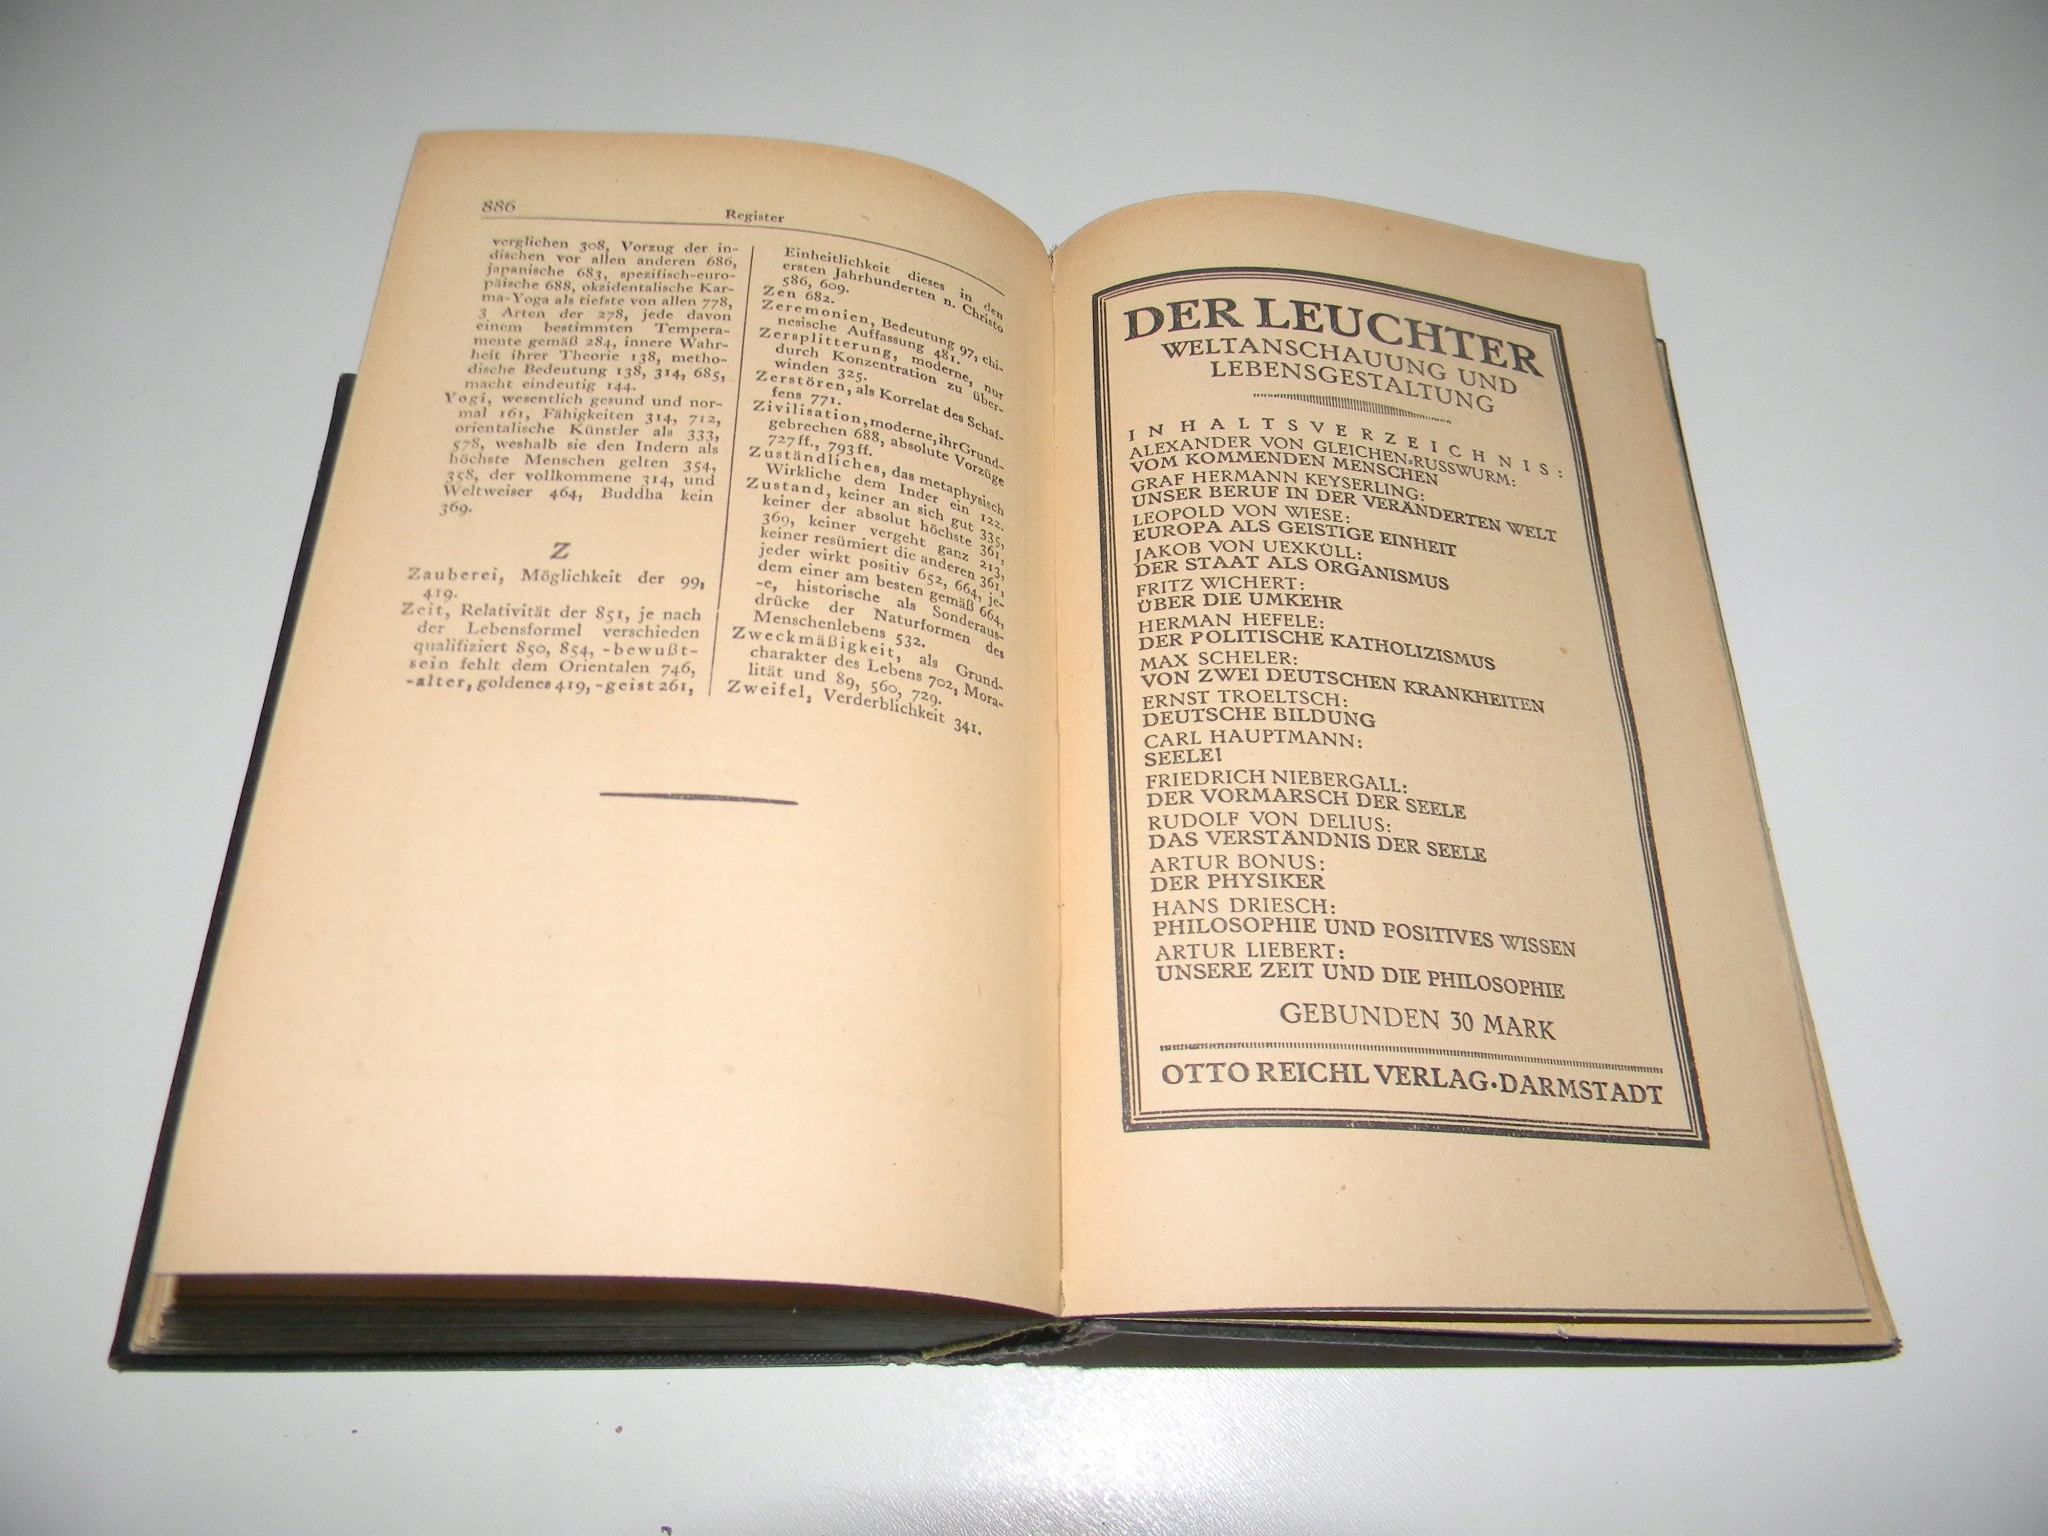 886
Register
verglichen 308, Vorzug der in-
dischen vor allen anderen 686,
japanische 683, spezifisch-euro-
päische 688, okzidentalische Kar-
ma-Yoga als tiefste von allen 778,
3 Arten der 278, jede davon
einem bestimmten Tempera-
mente gemäß 284, innere Wahr-
heit ihrer Theorie 138, metho-
dische Bedeutung 138, 314, 685,
macht eindeutig 144.
Yogi, wesentlich gesund und nor-
mal 161, Fähigkeiten 314, 712,
orientalische Künstler als 333,
578, weshalb sie den Indern als
höchste Menschen gelten 354,
358, der vollkommene 314, und
Weltweiser 464, Buddha kein
369.
Z
Zauberei, Möglichkeit der 99,
419.
Zeit, Relativität der 851, je nach
der Lebensformel verschieden
qualifiziert 850, 854, -bewußt-
sein fehlt dem Orientalen 746,
-alter, goldenes 419, -geist 261,
Einheitlichkeit dieses in den
ersten Jahrhunderten n. Christo
586, 609.
Zen 682.
Zeremonien, Bedeutung 97, chi-
nesische Auffassung 481.
Zersplitterung, moderne, nur
durch Konzentration zu über-
winden 325.
Zerstören, als Korrelat des Schaf-
fens 771.
Zivilisation, moderne, ihr Grund-
gebrechen 688, absolute Vorzüge
727 ff., 793 ff.
Zuständliches, das metaphysisch
Wirkliche dem Inder ein 122.
Zustand, keiner an sich gut 335,
keiner der absolut höchste 361,
369, keiner vergeht ganz 213,
keiner resümiert die anderen 361,
jeder wirkt positiv 652, 664, je-
dem einer am besten gemäß 664,
-e, historische als Sonderaus-
drücke der Naturformen des
Menschenlebens 532.
Zweckmäßigkeit, als Grund-
charakter des Lebens 702, Mora-
lität und 89, 560, 729.
Zweifel, Verderblichkeit 341.
DER LEUCHTER
WELTANSCHAUUNG UND
LEBENSGESTALTUNG
INHALTSVERZEICHNIS:
ALEXANDER VON GLEICHEN-RUSSWURM:
VOM KOMMENDEN MENSCHEN
GRAF HERMANN KEYSERLING:
UNSER BERUF IN DER VERÄNDERTEN WELT
LEOPOLD VON WIESE:
EUROPA ALS GEISTIGE EINHEIT
JAKOB VON UEXKÜLL:
DER STAAT ALS ORGANISMUS
FRITZ WICHERT:
ÜBER DIE UMKEHR
HERMAN HEFELE:
DER POLITISCHE KATHOLIZISMUS
MAX SCHELER:
VON ZWEI DEUTSCHEN KRANKHEITEN
ERNST TROELTSCH:
DEUTSCHE BILDUNG
CARL HAUPTMANN:
SEELE!
FRIEDRICH NIEBERGALL:
DER VORMARSCH DER SEELE
RUDOLF VON DELIUS:
DAS VERSTÄNDNIS DER SEELE
ARTUR BONUS:
DER PHYSIKER
HANS DRIESCH:
PHILOSOPHIE UND POSITIVES WISSEN
ARTUR LIEBERT:
UNSERE ZEIT UND DIE PHILOSOPHIE
GEBUNDEN 30 MARK
OTTO REICHL VERLAG·DARMSTADT